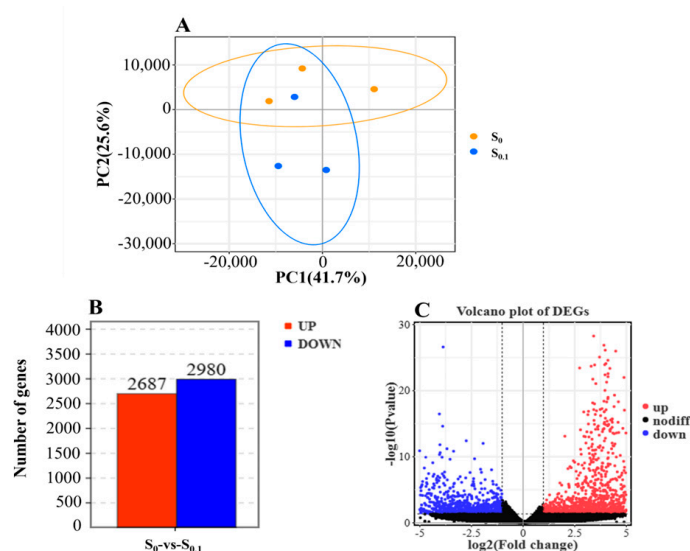 A
10,000
0
-10,000
-20,000
-30,000
PC2(25.6%)
-20,000 0 20,000
PC1(41.7%)
S0
S0.1
B
4000
3500
3000
2500
2000
1500
1000
500
0
Number of genes
2687 2980
S0-vs-S0.1
UP
DOWN
C
Volcano plot of DEGs
30
20
10
0
-log10(Pvalue)
-5.0 -2.5 0 2.5 5
log2(Fold change)
up
nodiff
down